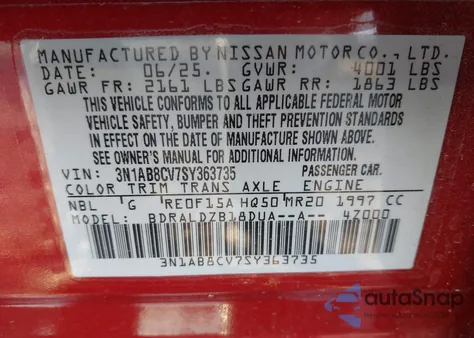 MANUFACTURED BY NISSAN MOTOR CO., LTD.
DATE: 06/25. GVWR: 4001 LBS
GAWR FR: 2161 LBS GAWR RR: 1863 LBS
THIS VEHICLE CONFORMS TO ALL APPLICABLE FEDERAL MOTOR
VEHICLE SAFETY, BUMPER AND THEFT PREVENTION STANDARDS
IN EFFECT ON THE DATE OF MANUFACTURE SHOWN ABOVE.
SEE OWNER'S MANUAL FOR ADDITIONAL INFORMATION.
VIN: 3N1AB8CV7SY363735 PASSENGER CAR.
COLOR TRIM TRANS AXLE ENGINE
NBL G RE0F15A HQ50 MR20 1997 CC
MODEL: BDRALDZB18DUA--A-- 4Z000
3N1AB8CV7SY363735
autoSnap